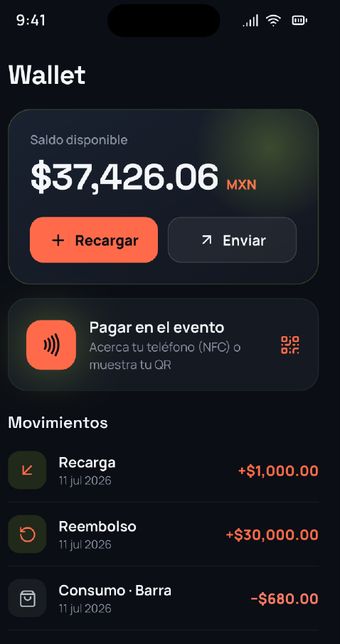 9:41
Wallet
Saldo disponible
$37,426.06 MXN
+ Recargar
Enviar
Pagar en el evento
Acerca tu teléfono (NFC) o
muestra tu QR
Movimientos
Recarga
+$1,000.00
11 jul 2026
Reembolso
+$30,000.00
11 jul 2026
Consumo · Barra
−$680.00
11 jul 2026